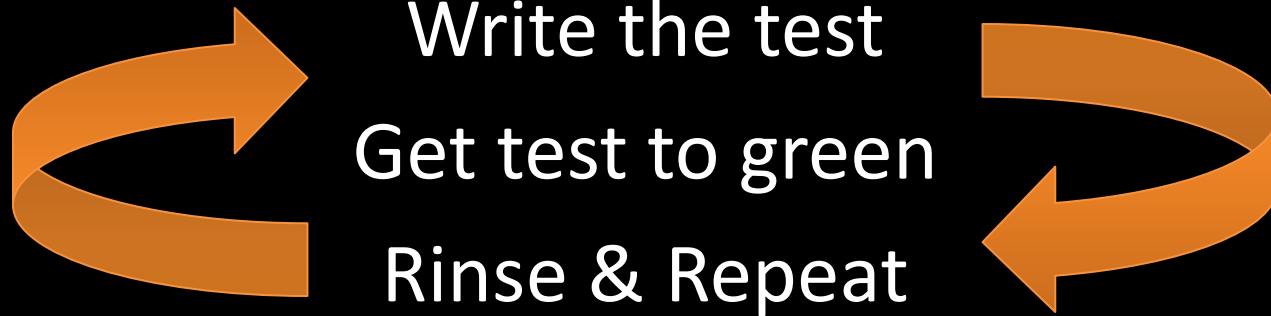 Write the test
Get test to green
Rinse & Repeat